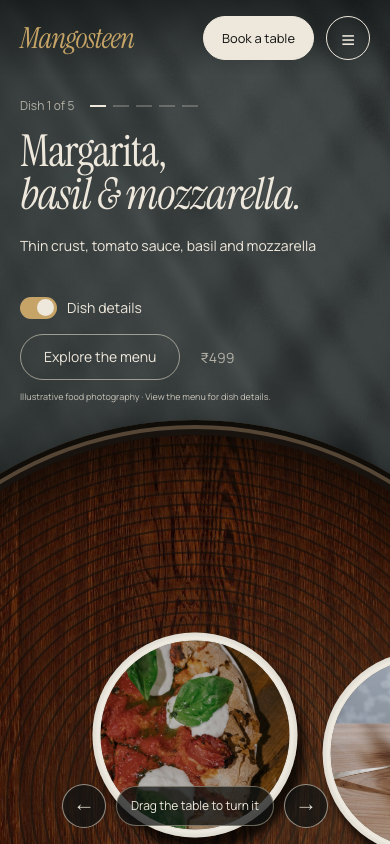 Mangosteen
Book a table
Dish 1 of 5
Margarita,
basil & mozzarella.
Thin crust, tomato sauce, basil and mozzarella
Dish details
Explore the menu
₹499
Illustrative food photography · View the menu for dish details.
←
Drag the table to turn it
→